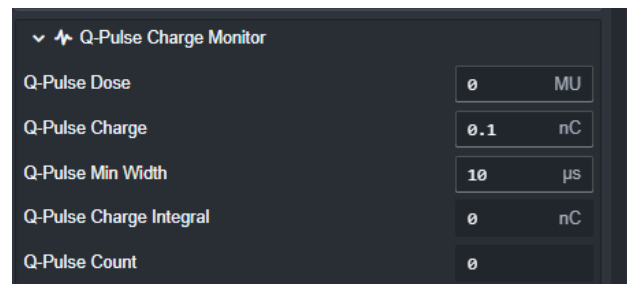 Q-Pulse Charge Monitor
Q-Pulse Dose 0 MU
Q-Pulse Charge 0.1 nC
Q-Pulse Min Width 10 µs
Q-Pulse Charge Integral 0 nC
Q-Pulse Count 0